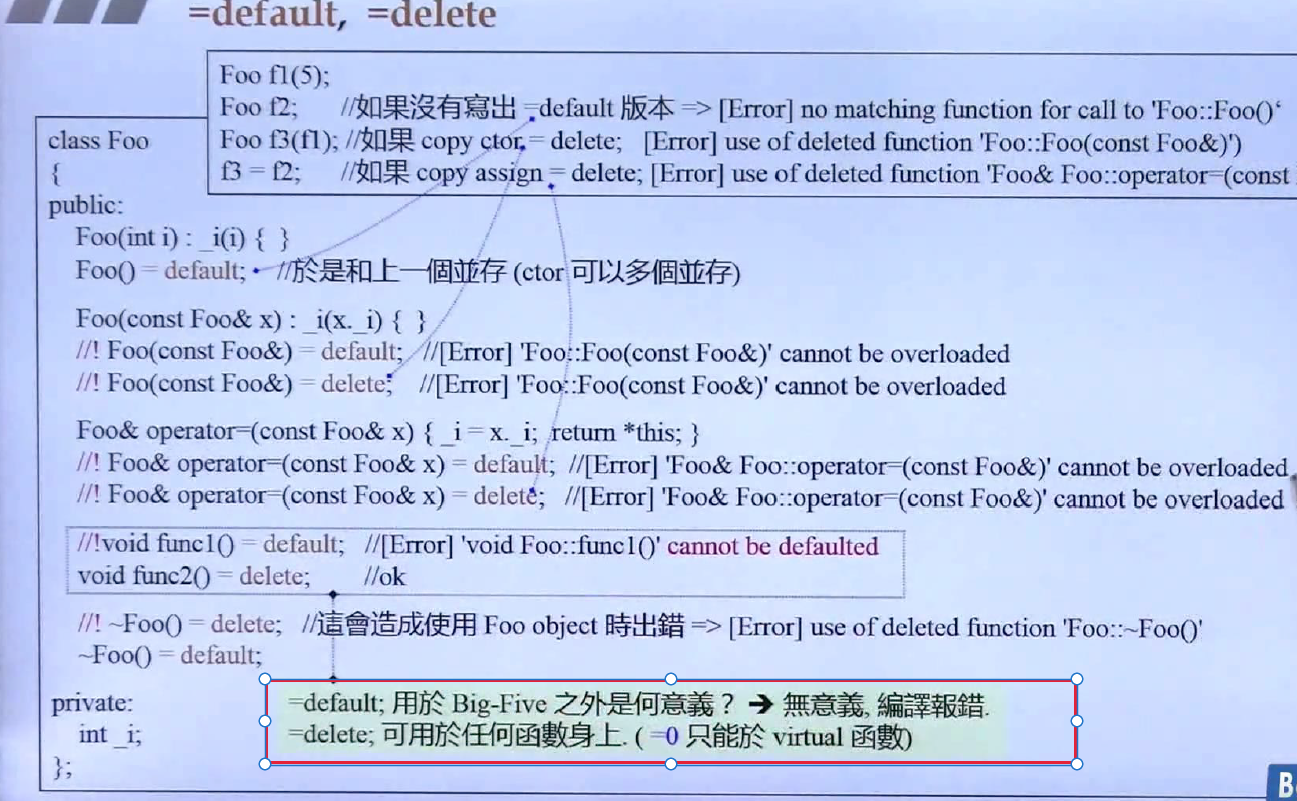 =default, =delete
Foo f1(5);
Foo f2; //如果沒有寫出 =default 版本 => [Error] no matching function for call to 'Foo::Foo()‘
Foo f3(f1); //如果 copy ctor = delete; [Error] use of deleted function 'Foo::Foo(const Foo&)')
f3 = f2; //如果 copy assign = delete; [Error] use of deleted function 'Foo& Foo::operator=(const
class Foo
{
public:
Foo(int i) : _i(i) { }
Foo() = default; //於是和上一個並存 (ctor 可以多個並存)
Foo(const Foo& x) : _i(x._i) { }
//! Foo(const Foo&) = default; //[Error] 'Foo::Foo(const Foo&)' cannot be overloaded
//! Foo(const Foo&) = delete; //[Error] 'Foo::Foo(const Foo&)' cannot be overloaded
Foo& operator=(const Foo& x) { _i = x._i; return *this; }
//! Foo& operator=(const Foo& x) = default; //[Error] 'Foo& Foo::operator=(const Foo&)' cannot be overloaded
//! Foo& operator=(const Foo& x) = delete; //[Error] 'Foo& Foo::operator=(const Foo&)' cannot be overloaded
//!void func1() = default; //[Error] 'void Foo::func1()' cannot be defaulted
void func2() = delete; //ok
//! ~Foo() = delete; //這會造成使用 Foo object 時出錯 => [Error] use of deleted function 'Foo::~Foo()'
~Foo() = default;
private:
int _i;
};
=default; 用於 Big-Five 之外是何意義？ ➔ 無意義, 編譯報錯.
=delete; 可用於任何函數身上. ( =0 只能於 virtual 函數)